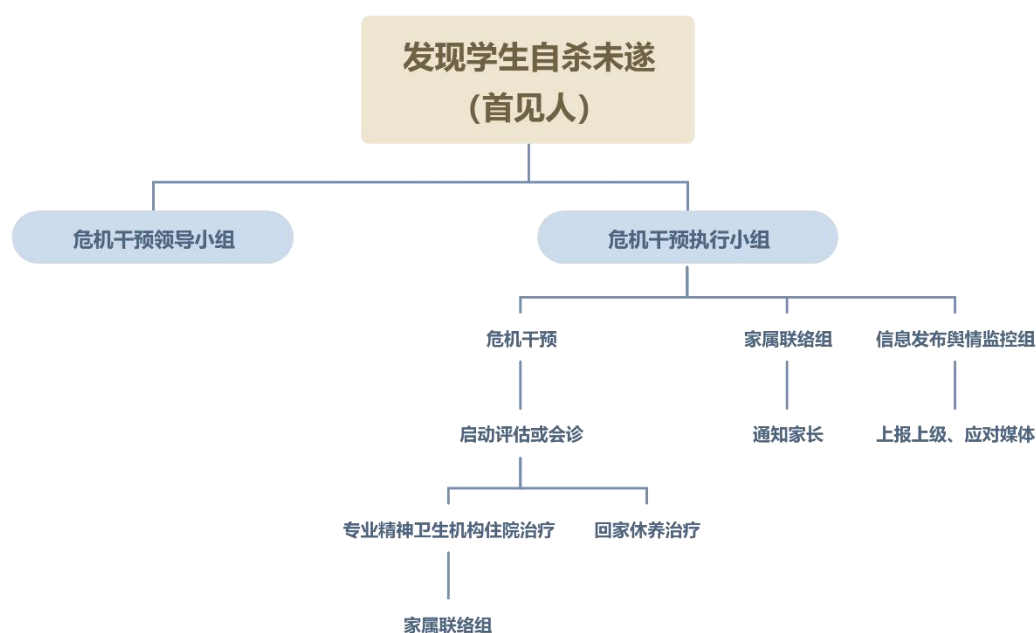 发现学生自杀未遂
（首见人）
危机干预领导小组
危机干预执行小组
危机干预
家属联络组
信息发布舆情监控组
启动评估或会诊
通知家长
上报上级、应对媒体
专业精神卫生机构住院治疗
回家休养治疗
家属联络组